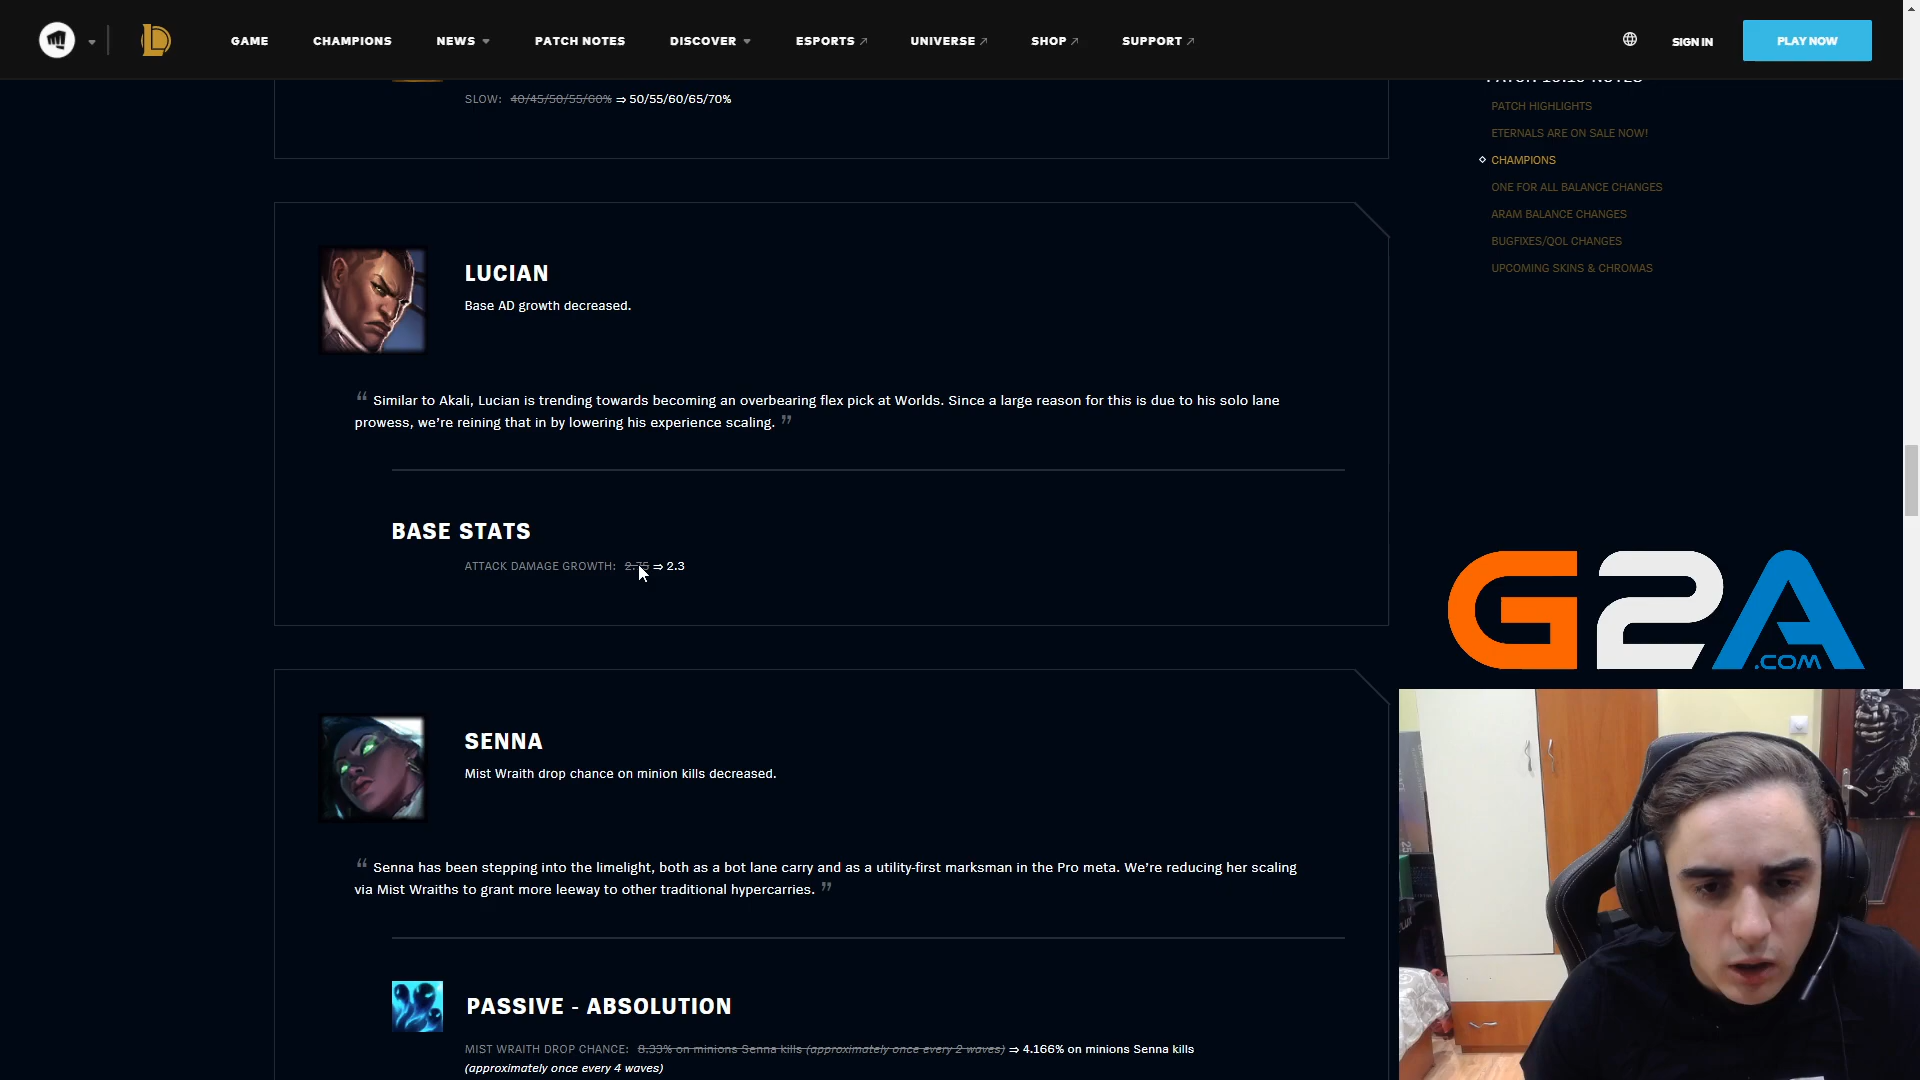 GAME
CHAMPIONS
NEWS
PATCH NOTES
DISCOVER
ESPORTS
UNIVERSE
SHOP
SUPPORT
SIGN IN
PLAY NOW
SLOW: 40/45/50/55/60% ⇒ 50/55/60/65/70%
LUCIAN
Base AD growth decreased.
“ Similar to Akali, Lucian is trending towards becoming an overbearing flex pick at Worlds. Since a large reason for this is due to his solo lane
prowess, we’re reining that in by lowering his experience scaling. ”
BASE STATS
ATTACK DAMAGE GROWTH: 2.75 ⇒ 2.3
SENNA
Mist Wraith drop chance on minion kills decreased.
“ Senna has been stepping into the limelight, both as a bot lane carry and as a utility-first marksman in the Pro meta. We’re reducing her scaling
via Mist Wraiths to grant more leeway to other traditional hypercarries. ”
PASSIVE - ABSOLUTION
MIST WRAITH DROP CHANCE: 8.33% on minions Senna kills (approximately once every 2 waves) ⇒ 4.166% on minions Senna kills
(approximately once every 4 waves)
PATCH HIGHLIGHTS
ETERNALS ARE ON SALE NOW!
CHAMPIONS
ONE FOR ALL BALANCE CHANGES
ARAM BALANCE CHANGES
BUGFIXES/QOL CHANGES
UPCOMING SKINS & CHROMAS
G2A
.COM